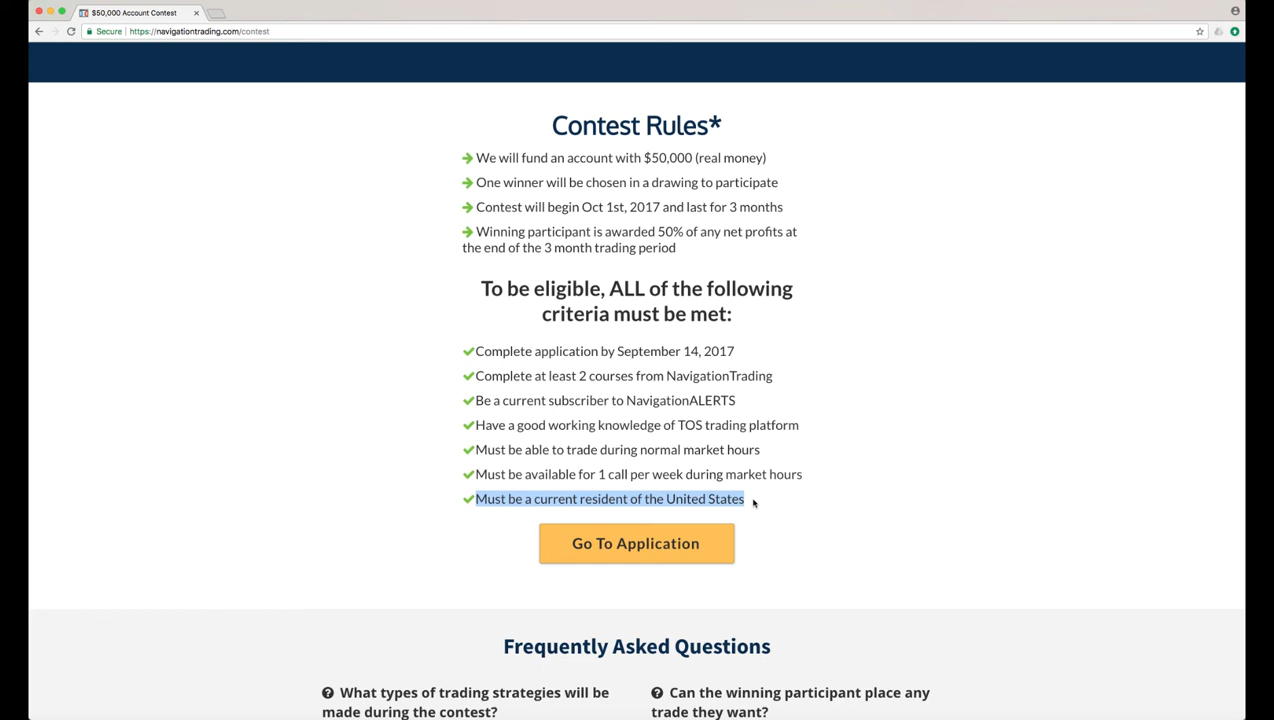 $50,000 Account Contest
Secure https://navigationtrading.com/contest
Contest Rules*
We will fund an account with $50,000 (real money)
One winner will be chosen in a drawing to participate
Contest will begin Oct 1st, 2017 and last for 3 months
Winning participant is awarded 50% of any net profits at
the end of the 3 month trading period
To be eligible, ALL of the following
criteria must be met:
Complete application by September 14, 2017
Complete at least 2 courses from NavigationTrading
Be a current subscriber to NavigationALERTS
Have a good working knowledge of TOS trading platform
Must be able to trade during normal market hours
Must be available for 1 call per week during market hours
Must be a current resident of the United States
Go To Application
Frequently Asked Questions
What types of trading strategies will be
made during the contest?
Can the winning participant place any
trade they want?